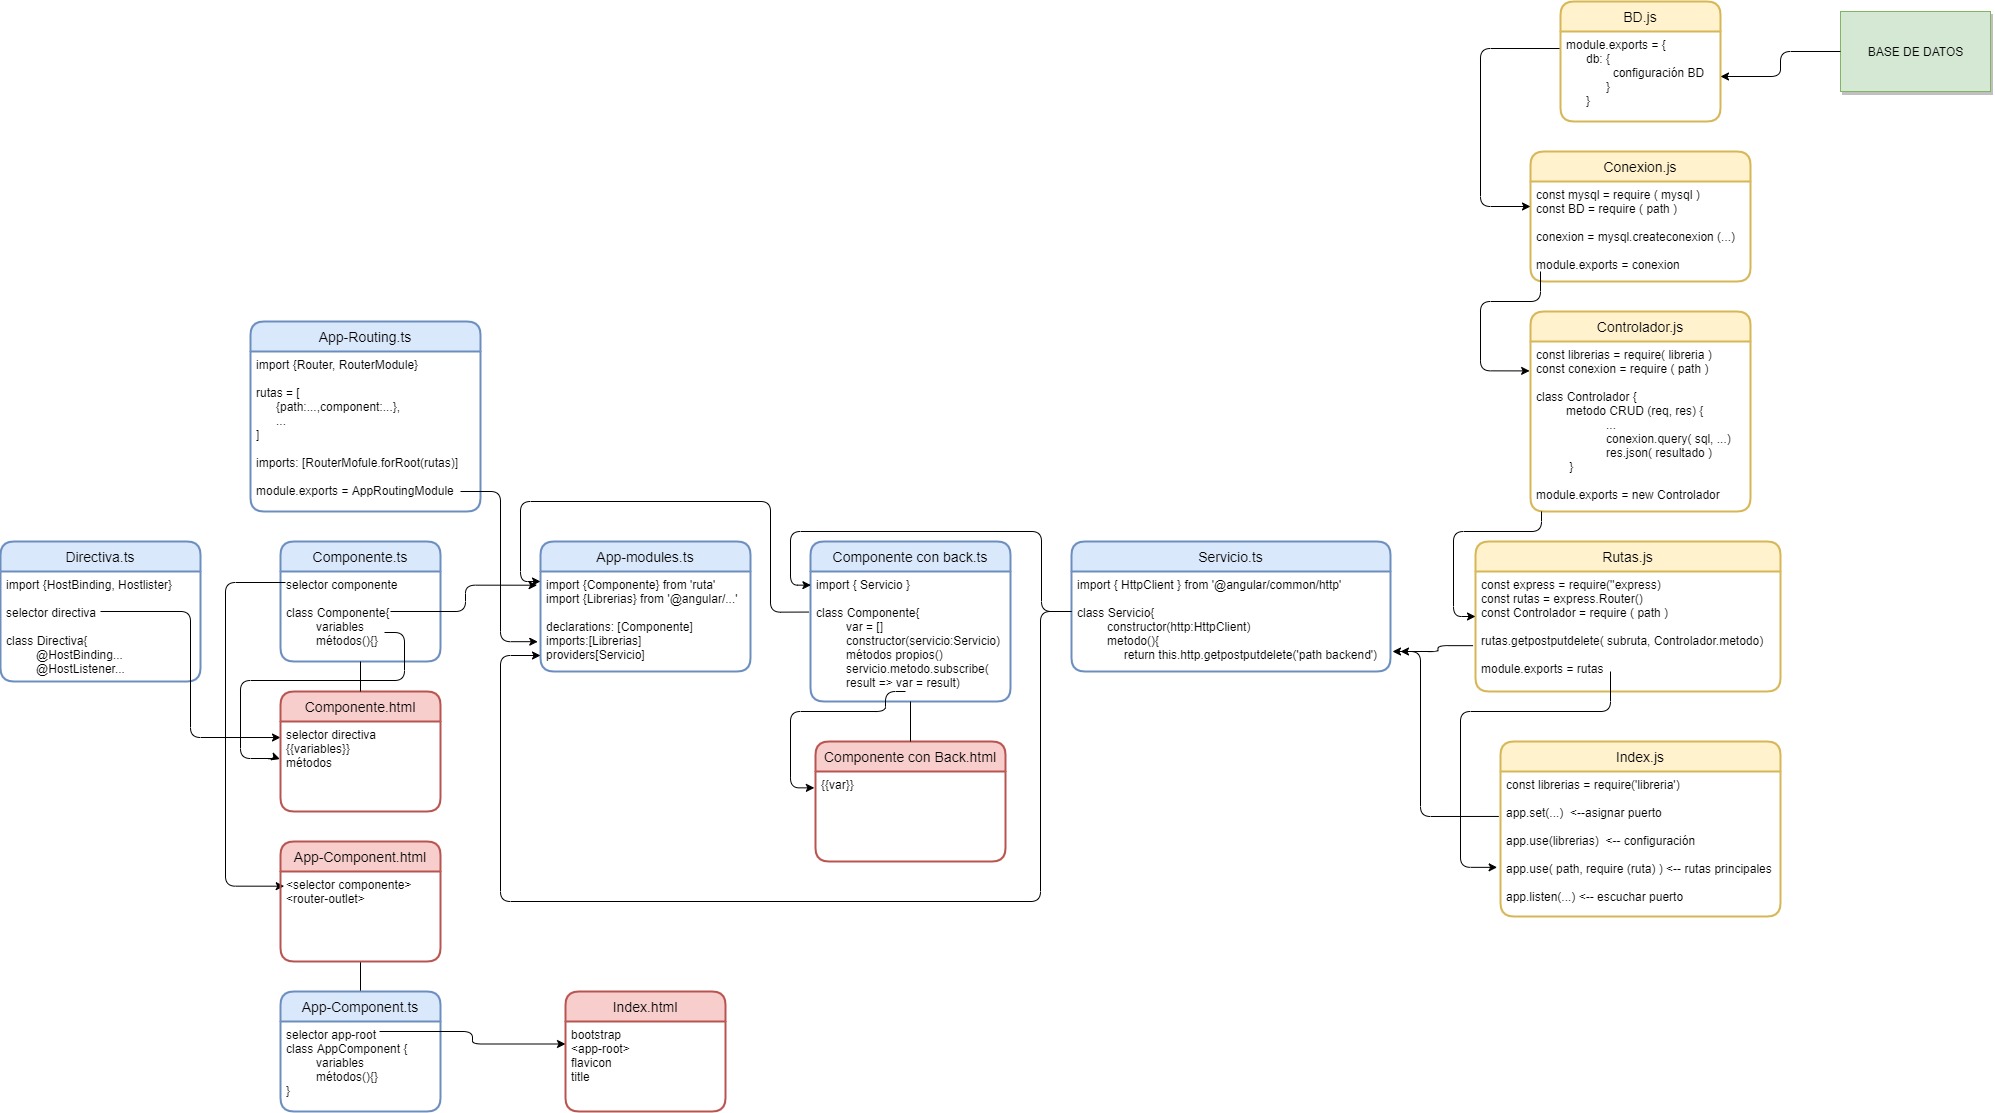 BD.js
module.exports = {
db: {
configuración BD
}
}
BASE DE DATOS
Conexion.js
const mysql = require ( mysql )
const BD = require ( path )
conexion = mysql.createconexion (...)
module.exports = conexion
Controlador.js
const librerias = require( libreria )
const conexion = require ( path )
class Controlador {
metodo CRUD (req, res) {
...
conexion.query( sql, ...)
res.json( resultado )
}
module.exports = new Controlador
App-Routing.ts
import {Router, RouterModule}
rutas = [
{path:...,component:...},
...
]
imports: [RouterMofule.forRoot(rutas)]
module.exports = AppRoutingModule
Directiva.ts
import {HostBinding, Hostlister}
selector directiva
class Directiva{
@HostBinding...
@HostListener...
Componente.ts
selector componente
class Componente{
variables
métodos(){}
App-modules.ts
import {Componente} from 'ruta'
import {Librerias} from '@angular/...'
declarations: [Componente]
imports:[Librerias]
providers[Servicio]
Componente con back.ts
import { Servicio }
class Componente{
var = []
constructor(servicio:Servicio)
métodos propios()
servicio.metodo.subscribe(
result => var = result)
Servicio.ts
import { HttpClient } from '@angular/common/http'
class Servicio{
constructor(http:HttpClient)
metodo(){
return this.http.getpostputdelete('path backend')
Rutas.js
const express = require("express)
const rutas = express.Router()
const Controlador = require ( path )
rutas.getpostputdelete( subruta, Controlador.metodo)
module.exports = rutas
Componente.html
selector directiva
{{variables}}
métodos
Componente con Back.html
{{var}}
Index.js
const librerias = require('libreria')
app.set(...) <--asignar puerto
app.use(librerias) <-- configuración
app.use( path, require (ruta) ) <-- rutas principales
app.listen(...) <-- escuchar puerto
App-Component.html
<selector componente>
<router-outlet>
App-Component.ts
selector app-root
class AppComponent {
variables
métodos(){}
}
Index.html
bootstrap
<app-root>
flavicon
title